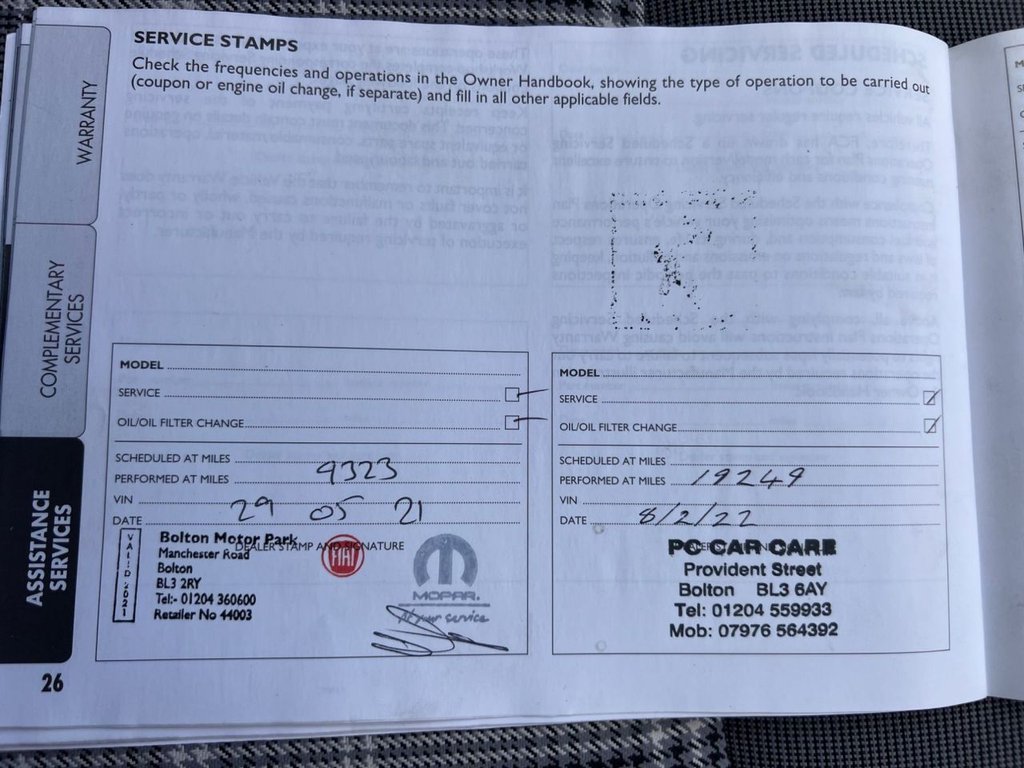 SERVICE STAMPS
Check the frequencies and operations in the Owner Handbook, showing the type of operation to be carried out
(coupon or engine oil change, if separate) and fill in all other applicable fields.
WARRANTY
COMPLEMENTARY
SERVICES
ASSISTANCE
SERVICES
MODEL
SERVICE
OIL/OIL FILTER CHANGE
SCHEDULED AT MILES
PERFORMED AT MILES 9323
VIN
DATE 29 05 21
DEALER STAMP AND SIGNATURE
VALID 2021
Bolton Motor Park
Manchester Road
Bolton
BL3 2RY
Tel:- 01204 360600
Retailer No 44003
FIAT
MOPAR.
At your service
MODEL
SERVICE
OIL/OIL FILTER CHANGE
SCHEDULED AT MILES
PERFORMED AT MILES 19249
VIN
DATE 8/2/22
PC CAR CARE
Provident Street
Bolton BL3 6AY
Tel: 01204 559933
Mob: 07976 564392
26